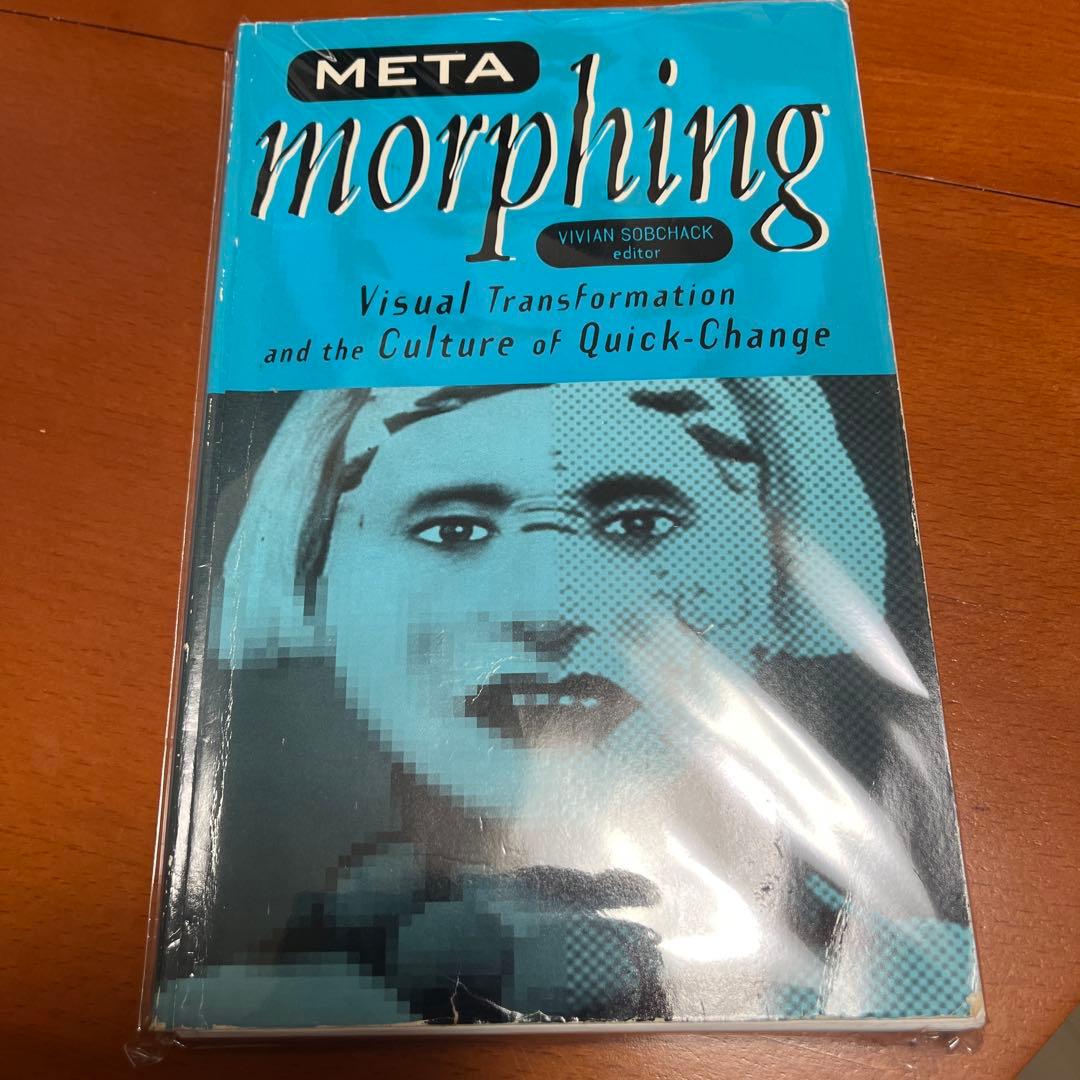 META
morphing
VIVIAN SOBCHACK
editor
Visual Transformation
and the Culture of Quick-Change